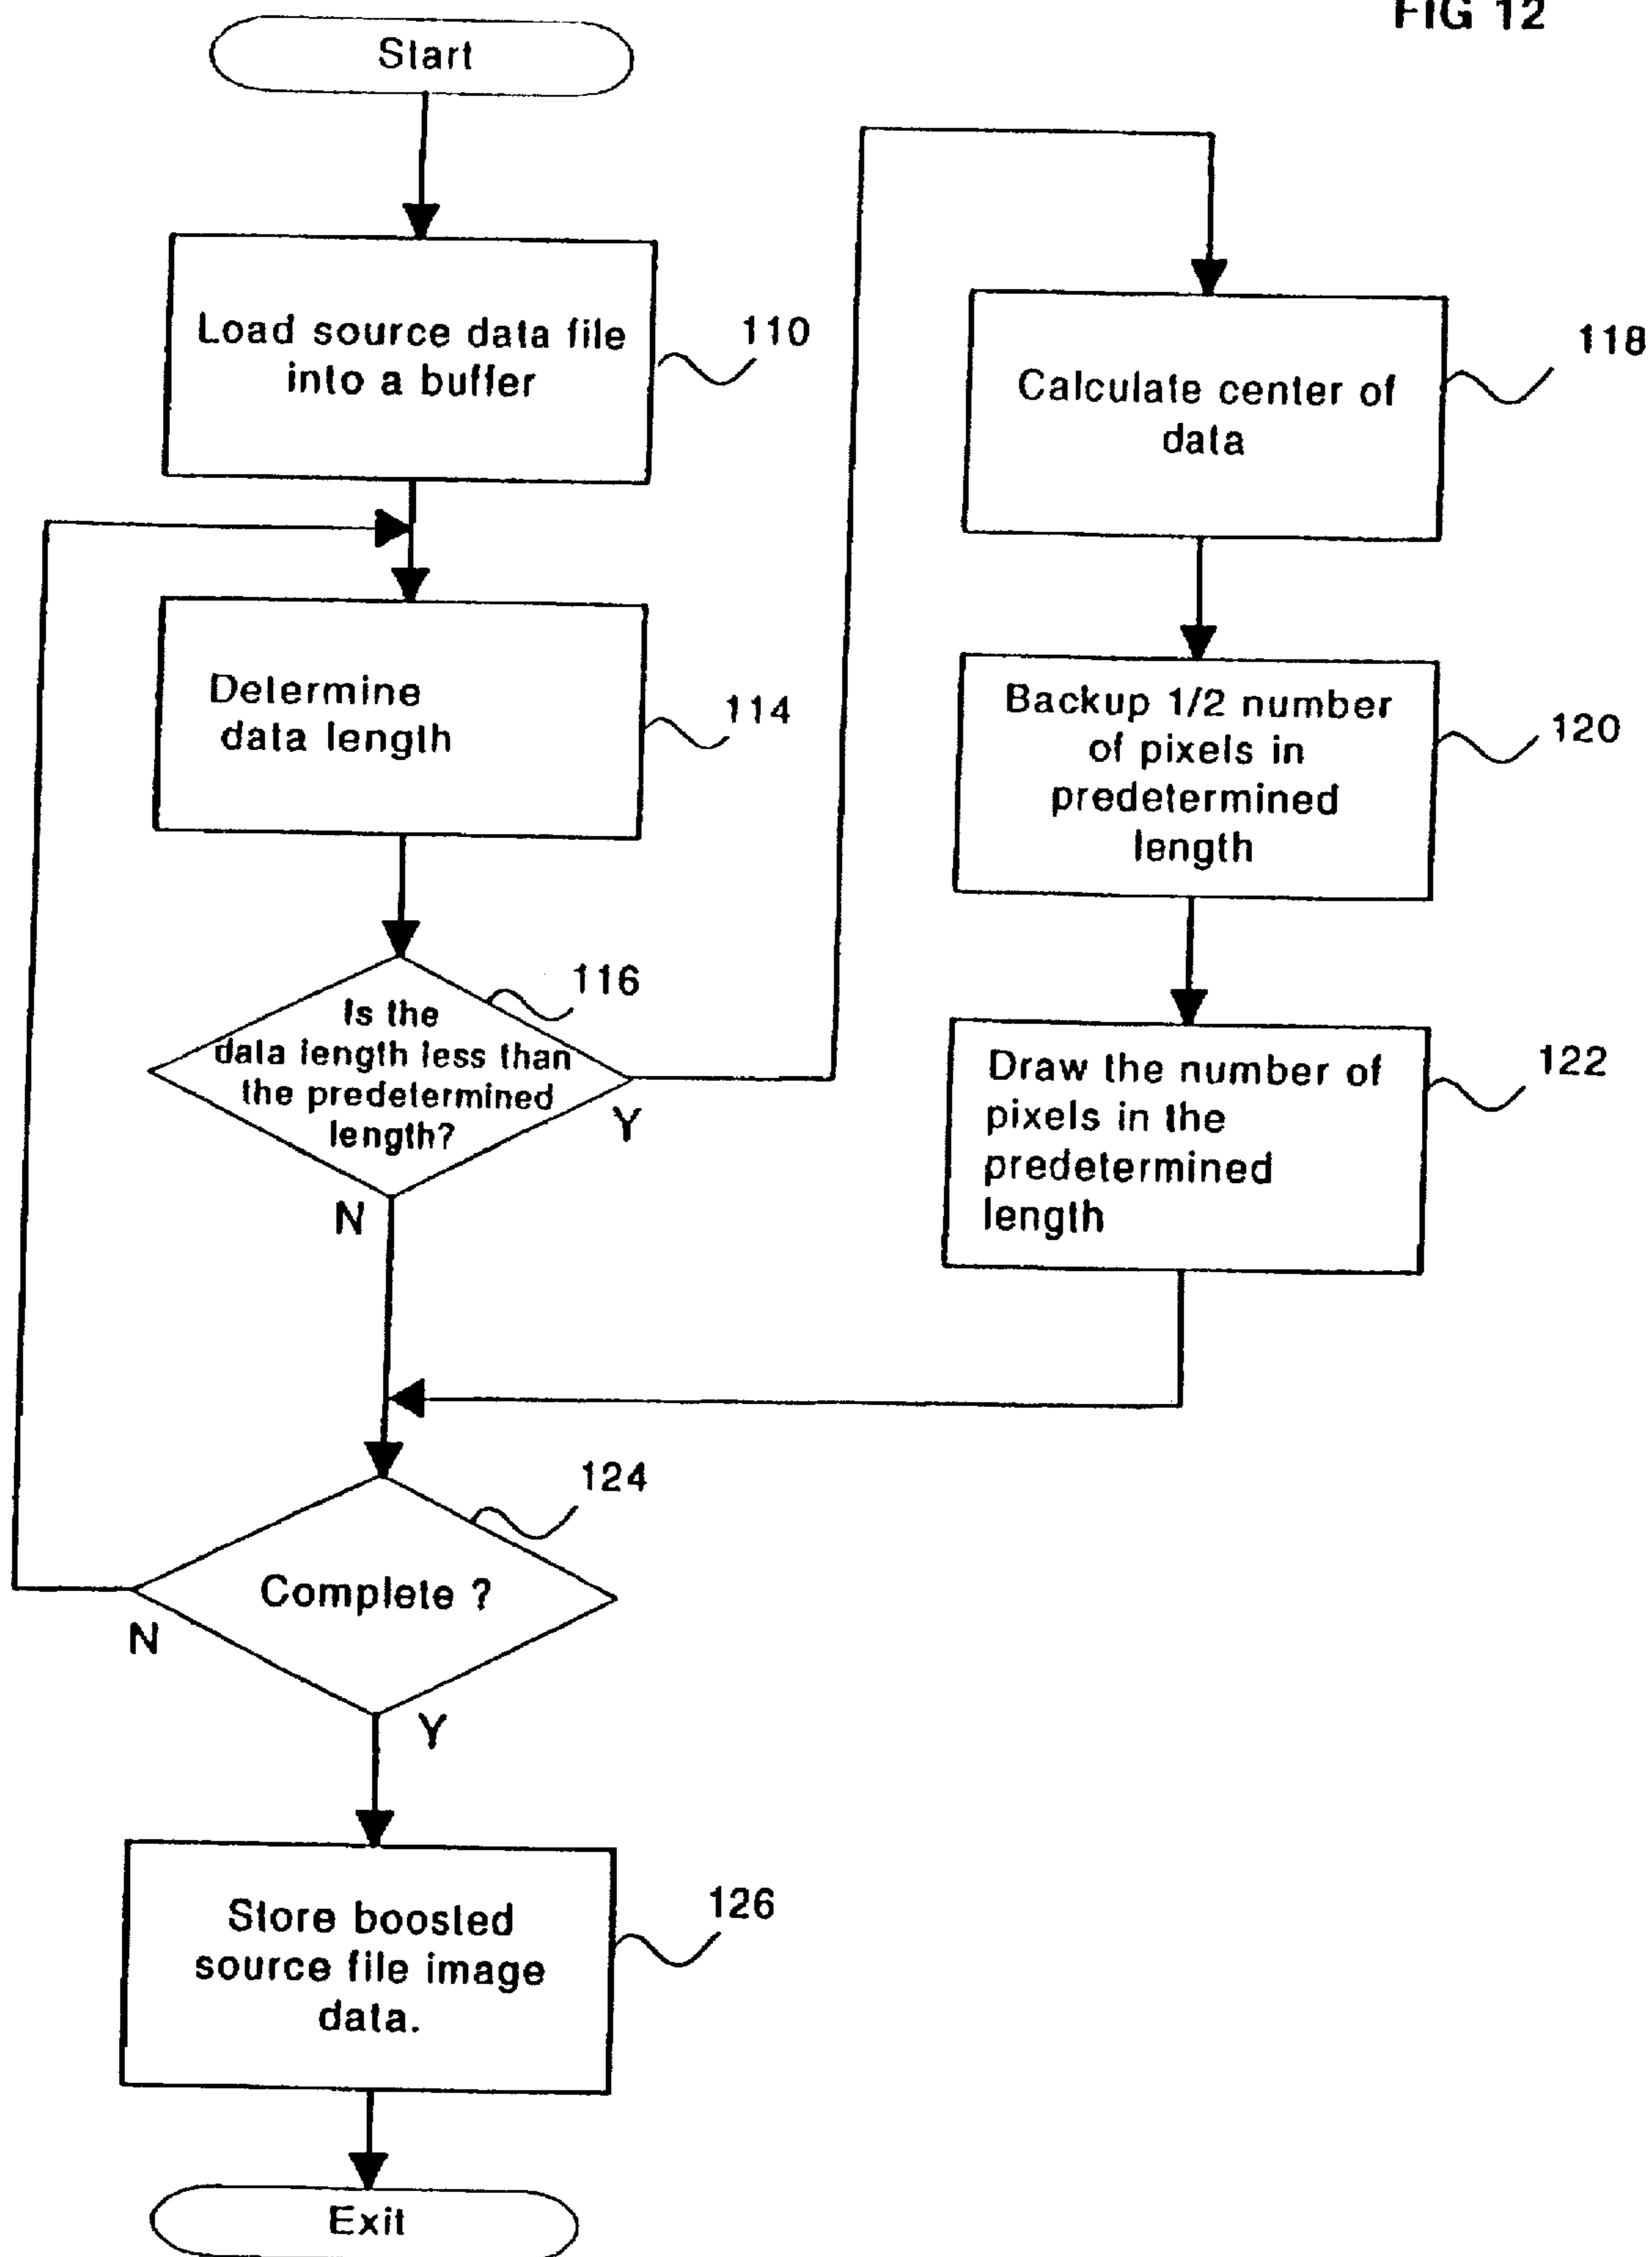 FIG 12
Start
Load source data file
into a buffer
110
Determine
data length
114
Is the
data length less than
the predetermined
length?
116
Y
N
Calculate center of
data
118
Backup 1/2 number
of pixels in
predetermined
length
120
Draw the number of
pixels in the
predetermined
length
122
Complete ?
124
N
Y
Store boosted
source file image
data.
126
Exit